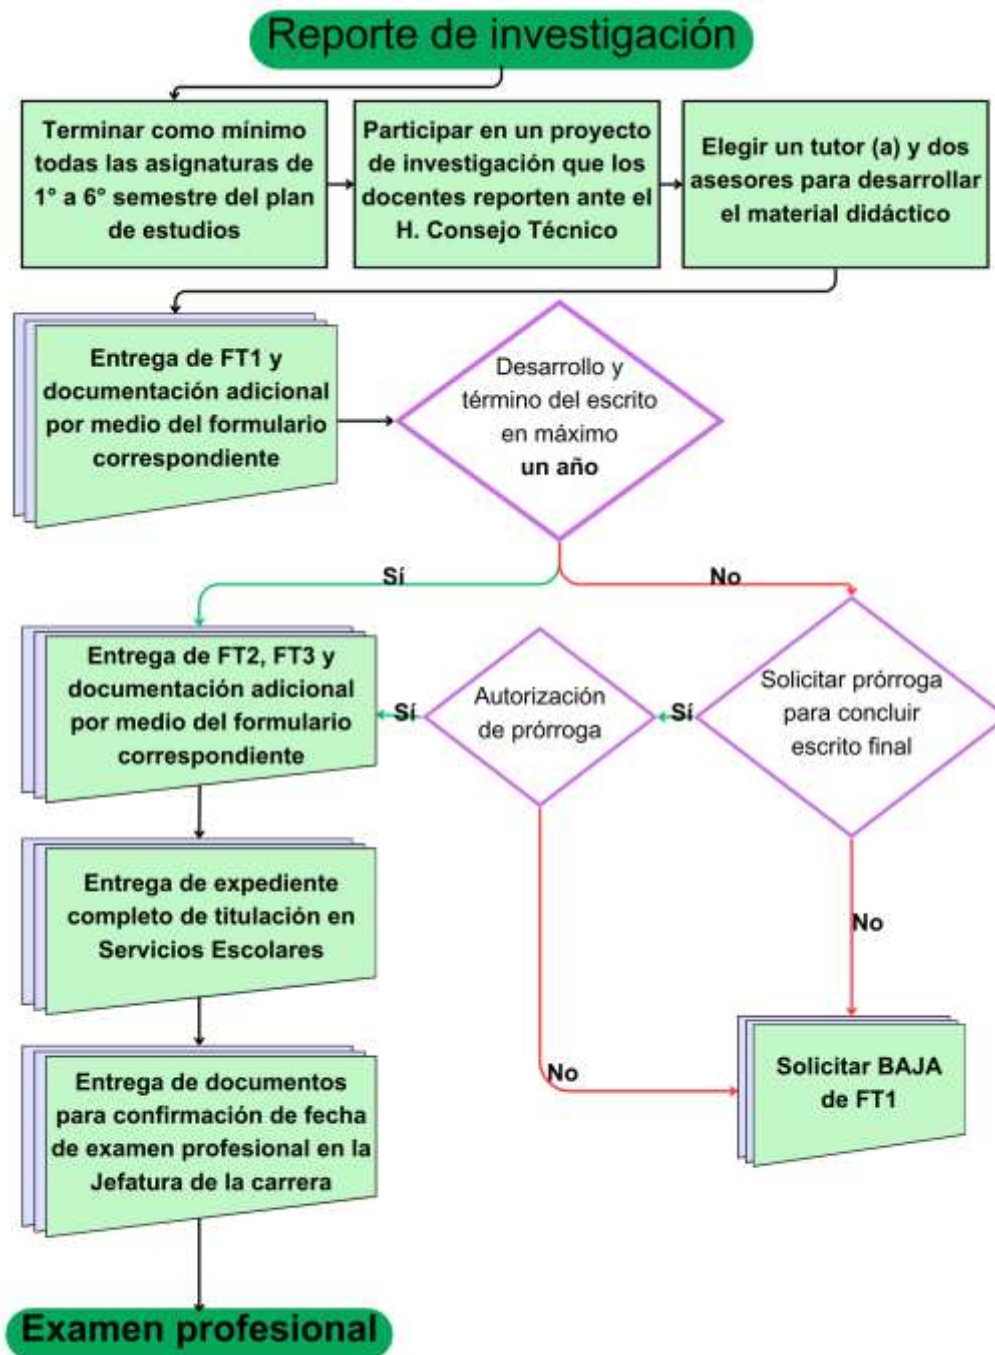 Reporte de investigación
Terminar como mínimo
todas las asignaturas de
1° a 6° semestre del plan
de estudios
Participar en un proyecto
de investigación que los
docentes reporten ante el
H. Consejo Técnico
Elegir un tutor (a) y dos
asesores para desarrollar
el material didáctico
Entrega de FT1 y
documentación adicional
por medio del formulario
correspondiente
Desarrollo y
término del escrito
en máximo
un año
Sí
No
Entrega de FT2, FT3 y
documentación adicional
por medio del formulario
correspondiente
Sí
Autorización
de prórroga
Sí
Solicitar prórroga
para concluir
escrito final
Entrega de expediente
completo de titulación en
Servicios Escolares
No
No
Solicitar BAJA
de FT1
Entrega de documentos
para confirmación de fecha
de examen profesional en la
Jefatura de la carrera
Examen profesional